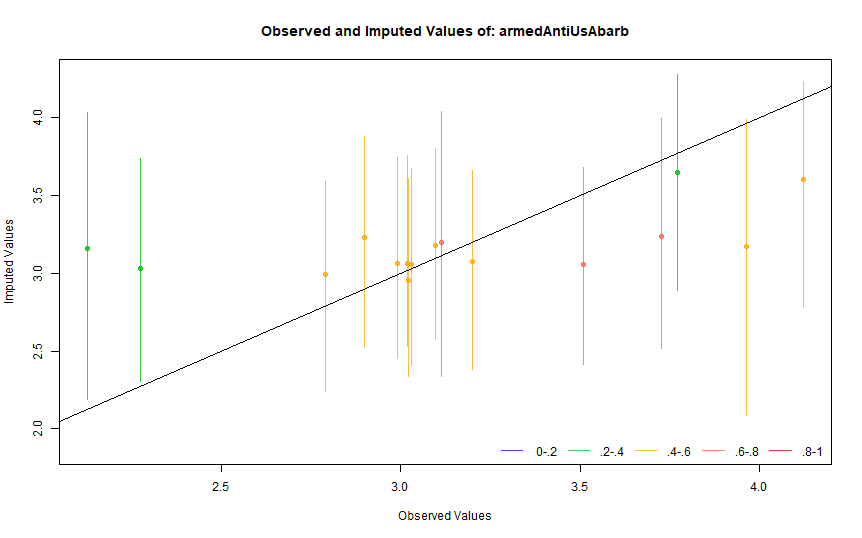 Observed and Imputed Values of: armedAntiUsAbarb
Imputed Values
4.0
3.5
3.0
2.5
2.0
0-.2 .2-.4 .4-.6 .6-.8 .8-1
2.5 3.0 3.5 4.0
Observed Values